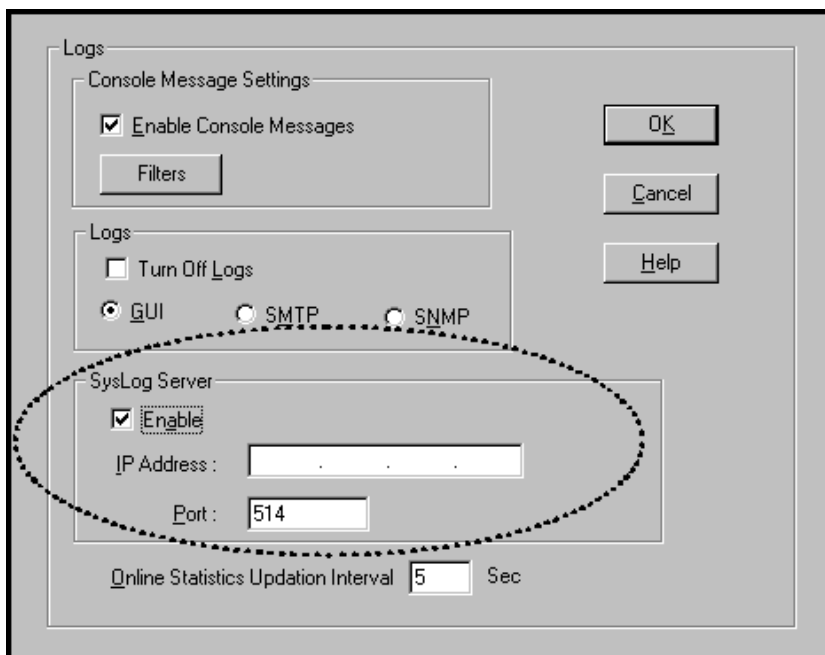 Logs
Console Message Settings
Enable Console Messages
Filters
OK
Cancel
Help
Logs
Turn Off Logs
GUI SMTP SNMP
SysLog Server
Enable
IP Address : . . .
Port : 514
Online Statistics Updation Interval 5 Sec